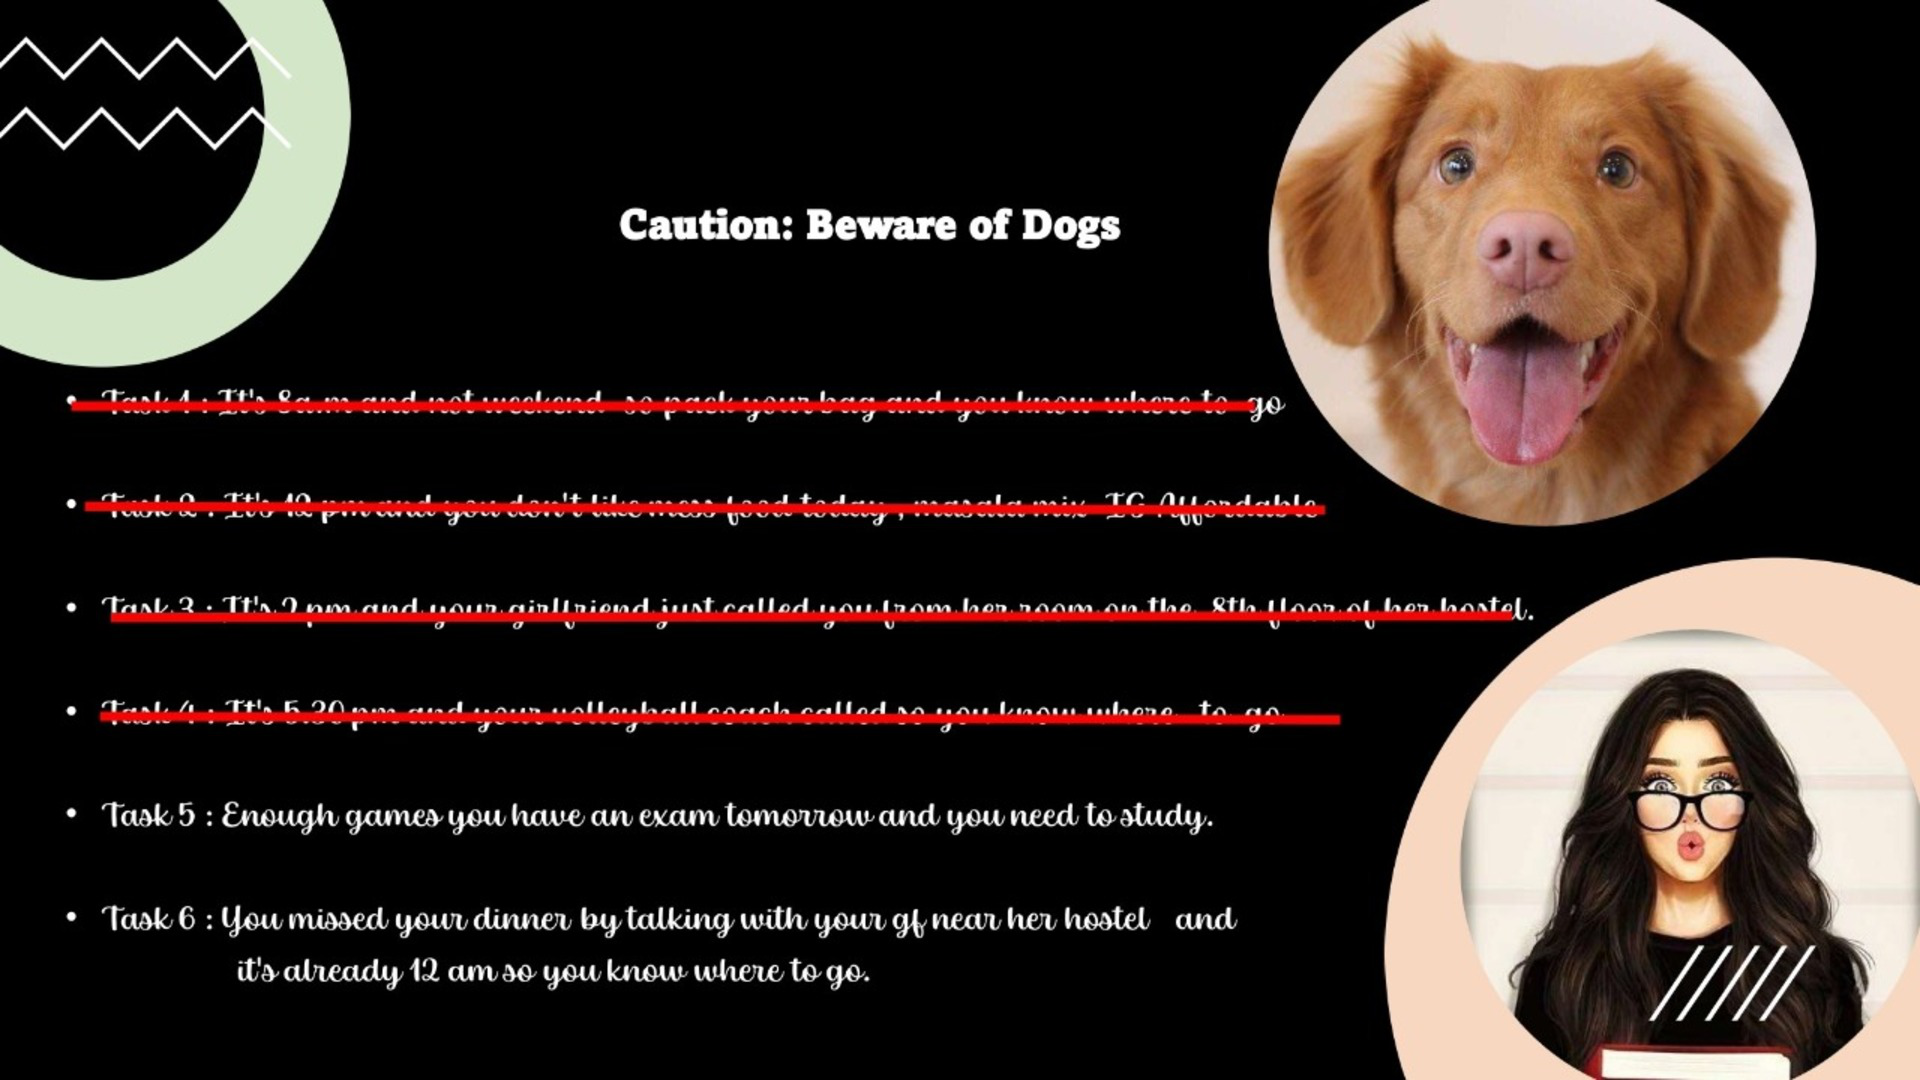 Caution: Beware of Dogs
• Task 1 : It's 8am and not weekend so pack your bag and you know where to go
• Task 2 : It's 12 pm and you don't like mess food today , masala mix IG Affordable
• Task 3 : It's 2 pm and your girlfriend just called you from her room on the 8th floor of her hostel.
• Task 4 : It's 5.30 pm and your volleyball coach called so you know where to go
• Task 5 : Enough games you have an exam tomorrow and you need to study.
• Task 6 : You missed your dinner by talking with your gf near her hostel and
it's already 12 am so you know where to go.